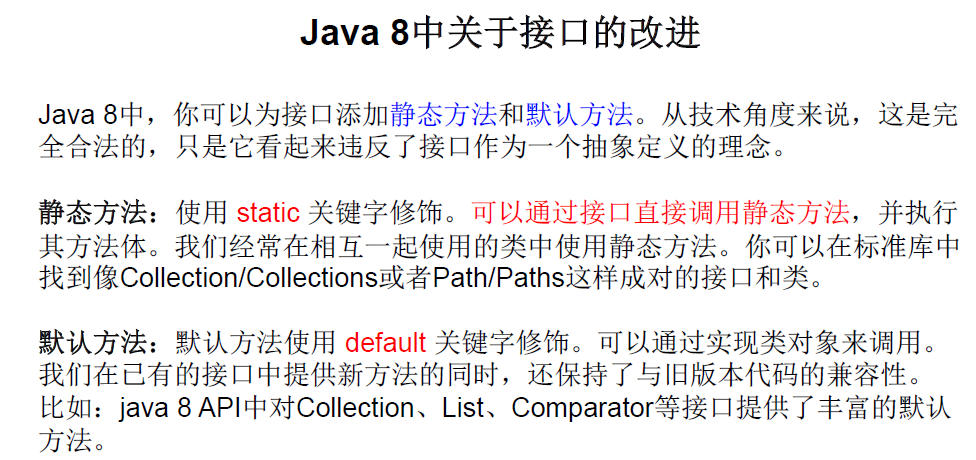 Java 8中关于接口的改进
Java 8中，你可以为接口添加静态方法和默认方法。从技术角度来说，这是完
全合法的，只是它看起来违反了接口作为一个抽象定义的理念。
静态方法：使用 static 关键字修饰。可以通过接口直接调用静态方法，并执行
其方法体。我们经常在相互一起使用的类中使用静态方法。你可以在标准库中
找到像Collection/Collections或者Path/Paths这样成对的接口和类。
默认方法：默认方法使用 default 关键字修饰。可以通过实现类对象来调用。
我们在已有的接口中提供新方法的同时，还保持了与旧版本代码的兼容性。
比如：java 8 API中对Collection、List、Comparator等接口提供了丰富的默认
方法。